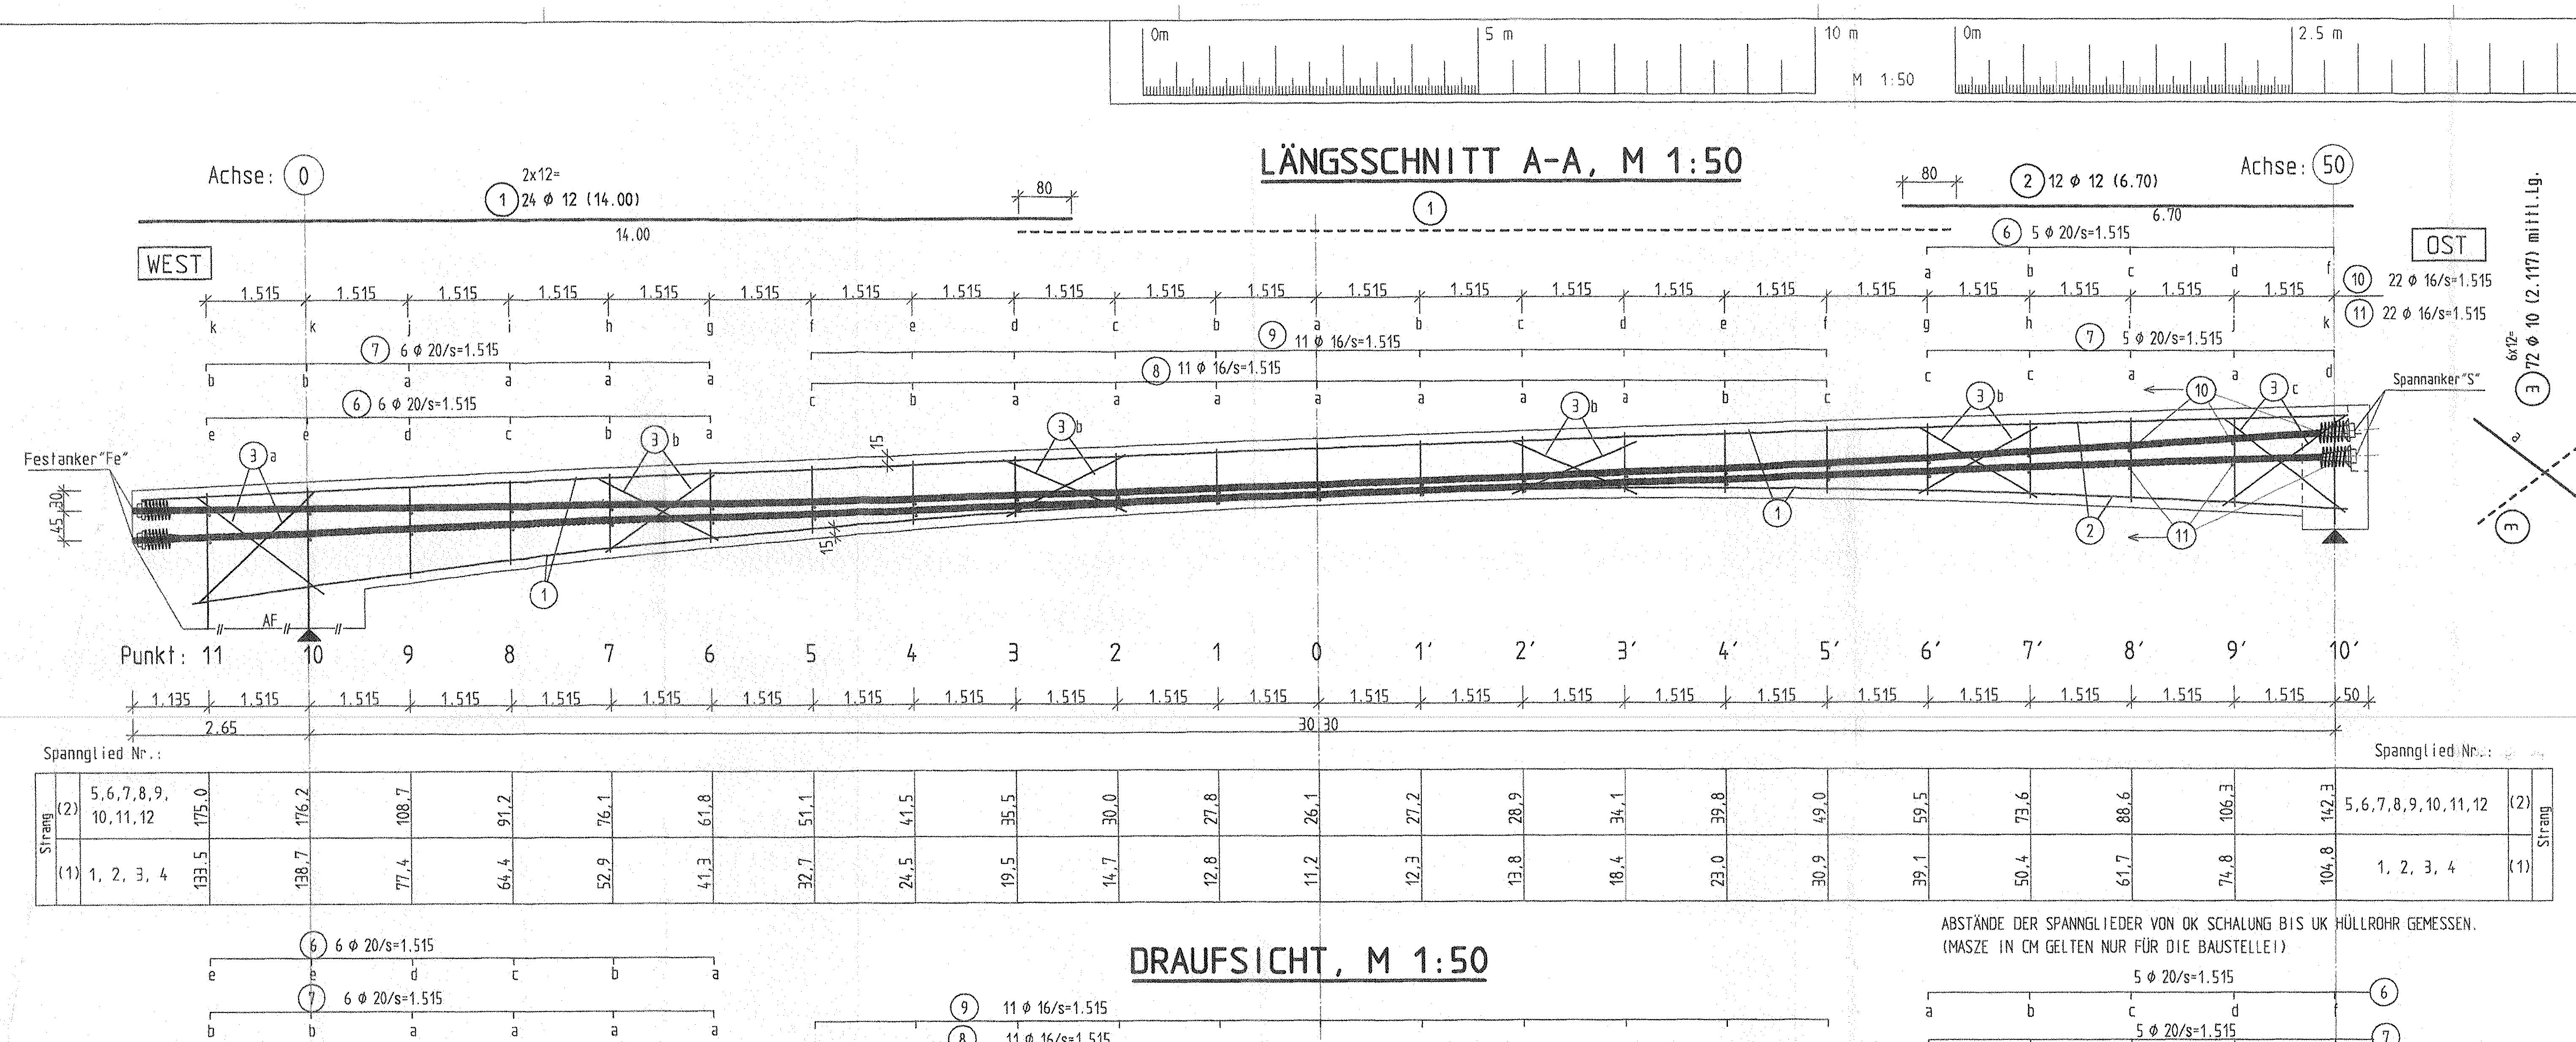 0m 5 m 10 m 0m 2.5 m
M 1:50
LÄNGSSCHNITT A-A, M 1:50
Achse: 0
Achse: 50
2x12=
1 24 φ 12 (14.00)
80
14.00
1
80
2 12 φ 12 (6.70)
6.70
6 5 φ 20/s=1.515
a b c d f
WEST
OST
6x12=
3 72 φ 10 (2.117) mittl.Lg.
1.515 1.515 1.515 1.515 1.515 1.515 1.515 1.515 1.515 1.515 1.515 1.515 1.515 1.515 1.515 1.515 1.515 1.515 1.515 1.515 1.515
10 22 φ 16/s=1.515
11 22 φ 16/s=1.515
k k j i h g f e d c b a b c d e f g h i j k
7 6 φ 20/s=1.515
9 11 φ 16/s=1.515
7 5 φ 20/s=1.515
b b a a a a
8 11 φ 16/s=1.515
c c a a d
6 6 φ 20/s=1.515
c b a a a a a a a b c
e e d c b a
Spannanker"S"
Festanker"Fe"
3 a 3 b 3 b 3 b 3 b 10 3 c
15
15
30
45
1 1 1 2 11
a
3
AF
Punkt: 11 10 9 8 7 6 5 4 3 2 1 0 1' 2' 3' 4' 5' 6' 7' 8' 9' 10'
1.135 1.515 1.515 1.515 1.515 1.515 1.515 1.515 1.515 1.515 1.515 1.515 1.515 1.515 1.515 1.515 1.515 1.515 1.515 1.515 1.515 1.515 50
2.65 30.30
Spannglied Nr.:
Spannglied Nr.:
Strang (2) 5,6,7,8,9, 10,11,12 175.0 176,2 108,7 91,2 76,1 61,8 51,1 41,5 35,5 30,0 27,8 26,1 27,2 28,9 34,1 39,8 49,0 59,5 73,6 88,6 106,3 142,3 5,6,7,8,9,10,11,12 (2) Strang
(1) 1, 2, 3, 4 133.5 138,7 77,4 64,4 52,9 41,3 32,7 24,5 19,5 14,7 12,8 11,2 12,3 13,8 18,4 23,0 30,9 39,1 50,4 61,7 74,8 104,8 1, 2, 3, 4 (1)
ABSTÄNDE DER SPANNGLIEDER VON OK SCHALUNG BIS UK HÜLLROHR GEMESSEN.
(MASZE IN CM GELTEN NUR FÜR DIE BAUSTELLE!)
DRAUFSICHT, M 1:50
6 6 φ 20/s=1.515
e e d c b a
7 6 φ 20/s=1.515
b b a a a a
9 11 φ 16/s=1.515
8 11 φ 16/s=1.515
5 φ 20/s=1.515 6
a b c d f
5 φ 20/s=1.515 7